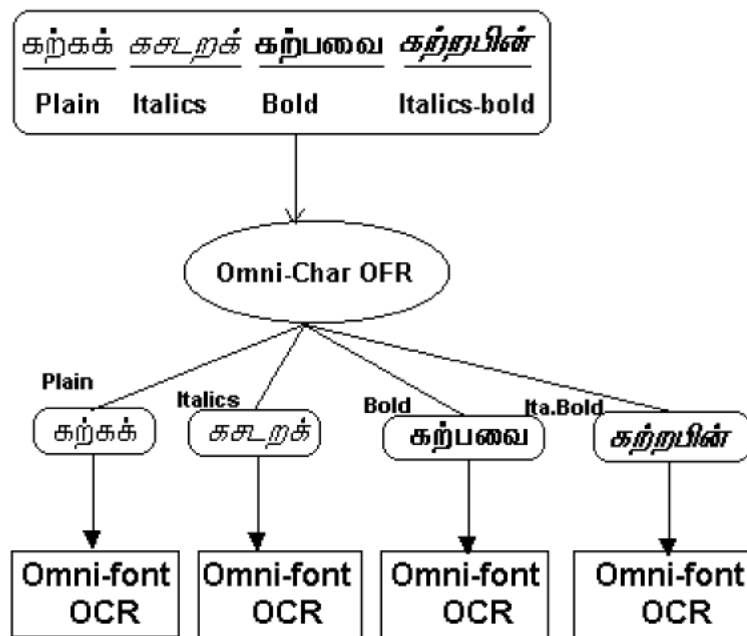 கற்கக் கசடறக் கற்பவை கற்றபின்
Plain Italics Bold Italics-bold
Omni-Char OFR
Plain Italics Bold Ita.Bold
கற்கக் கசடறக் கற்பவை கற்றபின்
Omni-font Omni-font Omni-font Omni-font
OCR OCR OCR OCR